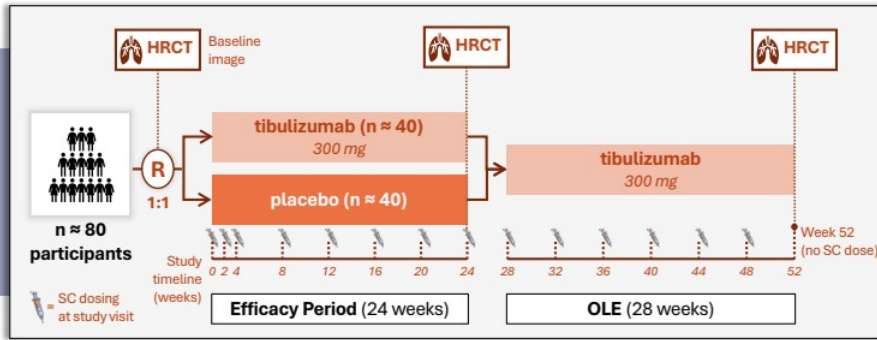 HRCT
Baseline
image
HRCT
HRCT
tibulizumab (n ≈ 40)
300 mg
R
1:1
placebo (n ≈ 40)
tibulizumab
300 mg
n ≈ 80
participants
Study
timeline
(weeks)
0 2 4 8 12 16 20 24 28 32 36 40 44 48 52
Week 52
(no SC dose)
= SC dosing
at study visit
Efficacy Period (24 weeks)
OLE (28 weeks)